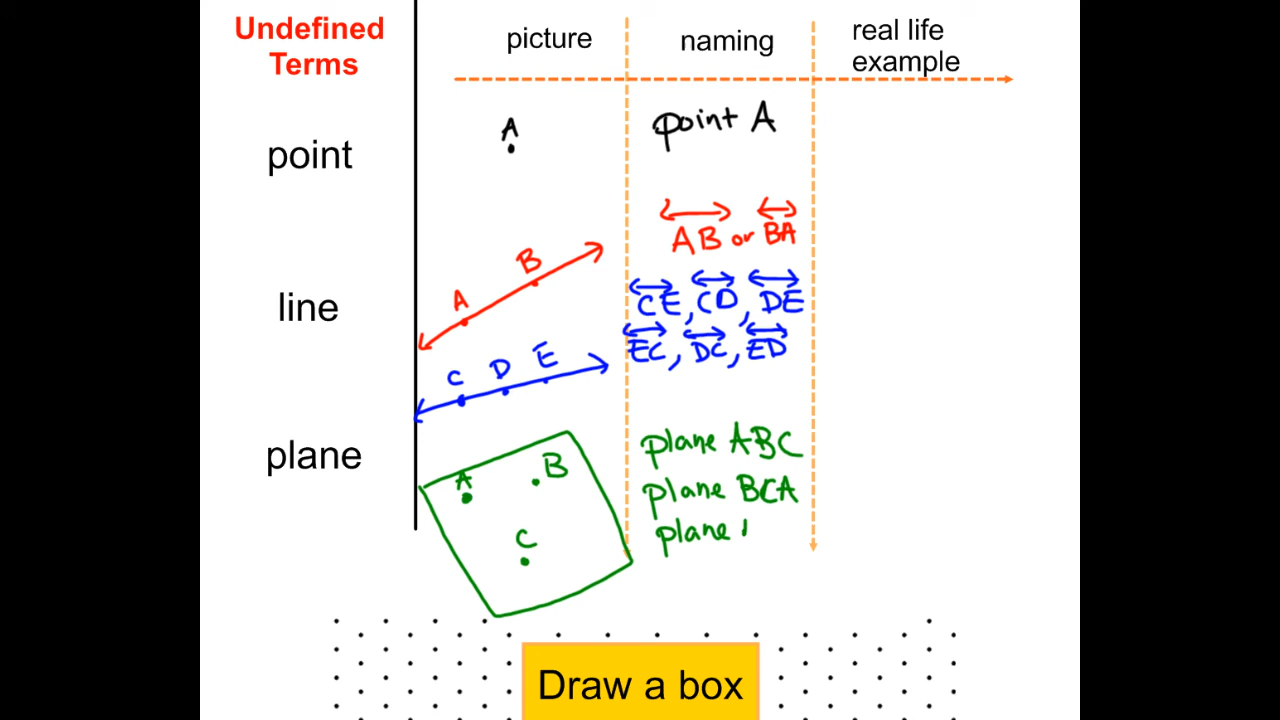 Undefined
Terms
picture
naming
real life
example
point
A
point A
line
A B
AB or BA
C D E
CE, CD, DE
EC, DC, ED
plane
A B
C
plane ABC
plane BCA
plane
Draw a box